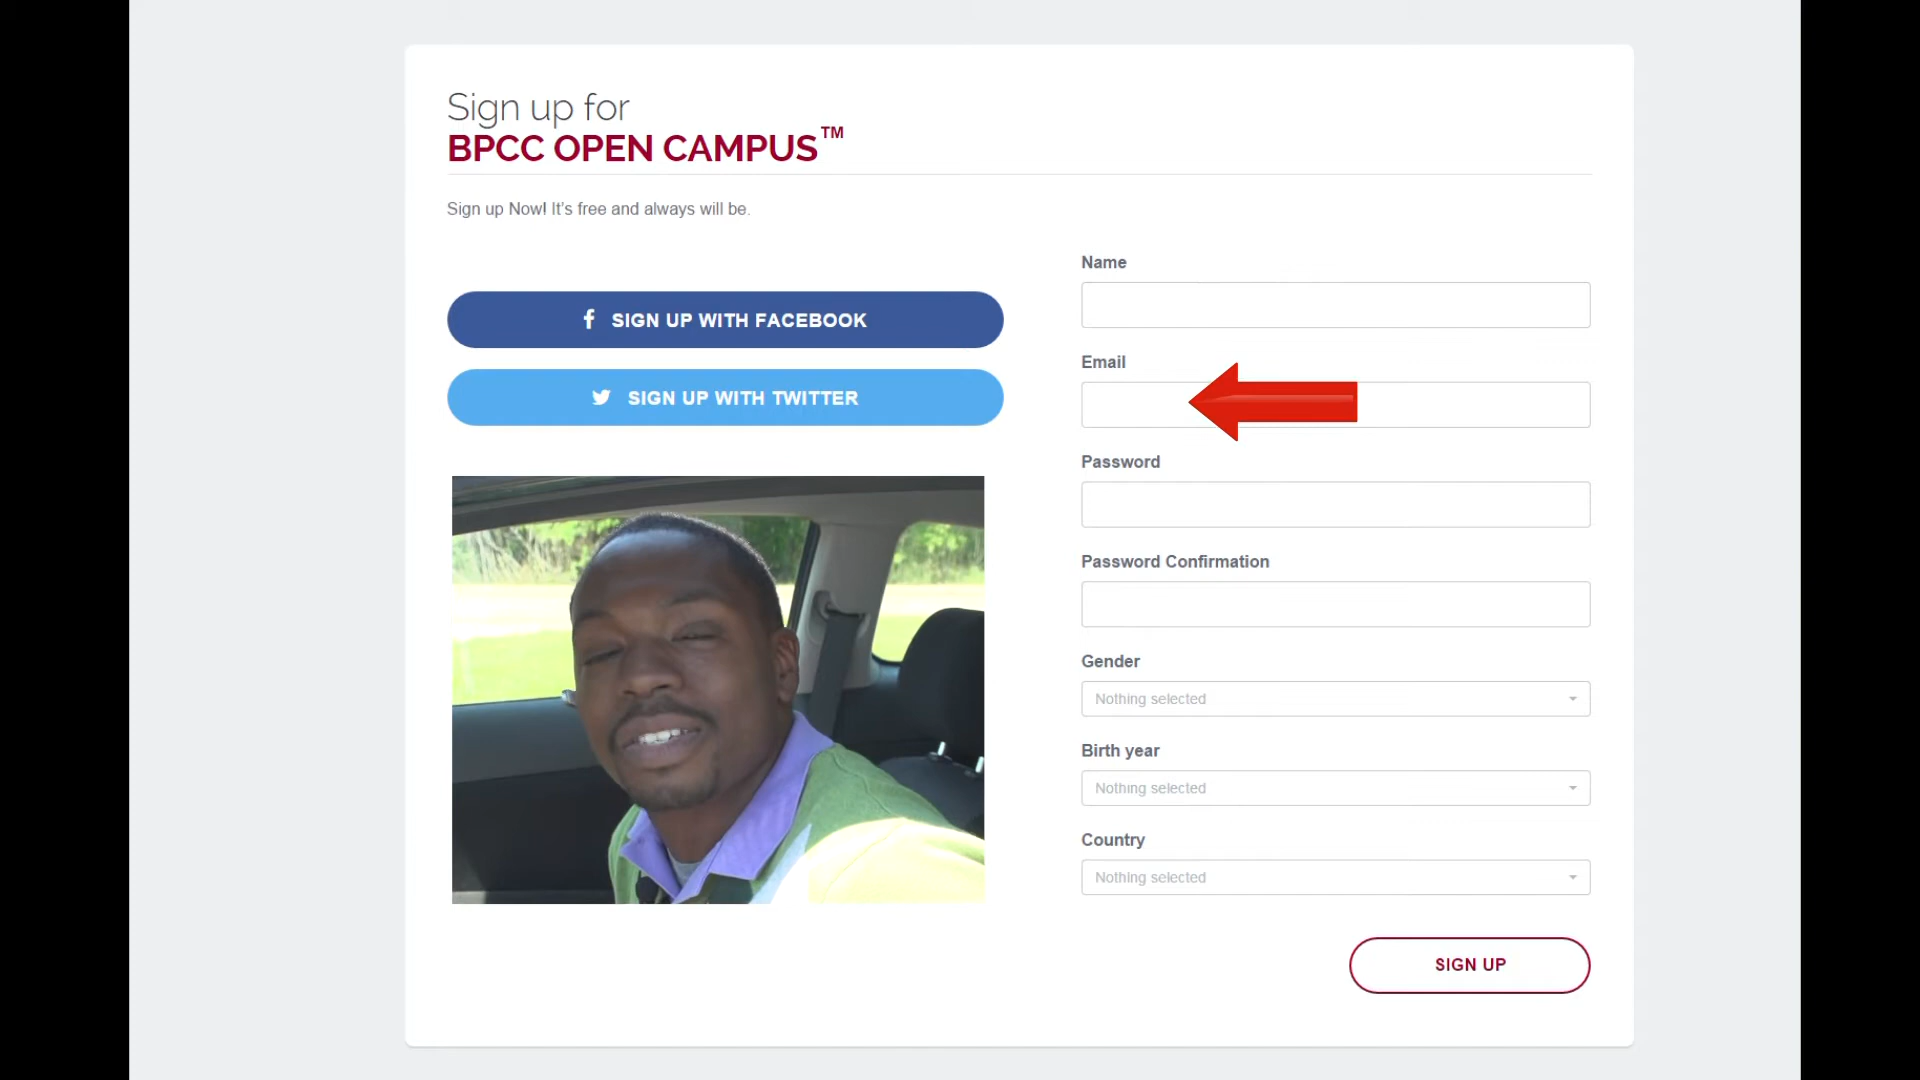 Sign up for
BPCC OPEN CAMPUS™
Sign up Now! It's free and always will be.
SIGN UP WITH FACEBOOK
SIGN UP WITH TWITTER
Name
Email
Password
Password Confirmation
Gender
Nothing selected
Birth year
Nothing selected
Country
Nothing selected
SIGN UP